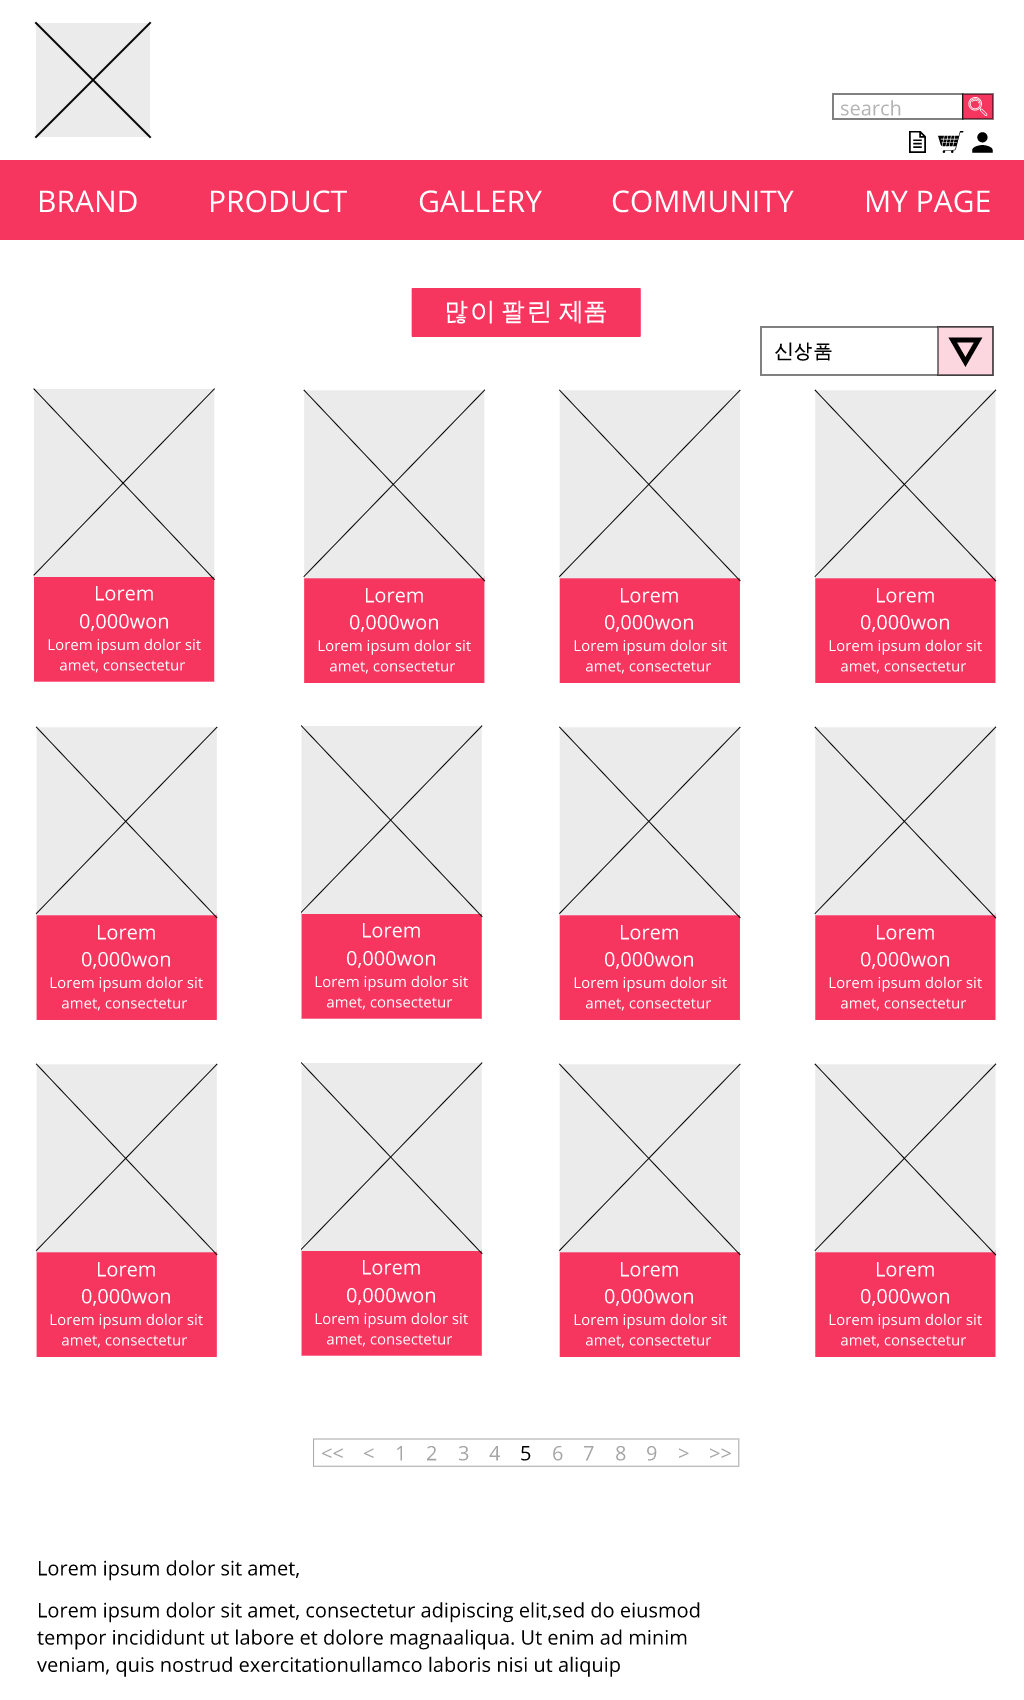 search
BRAND PRODUCT GALLERY COMMUNITY MY PAGE
많이 팔린 제품
신상품
Lorem
0,000won
Lorem ipsum dolor sit
amet, consectetur
Lorem
0,000won
Lorem ipsum dolor sit
amet, consectetur
Lorem
0,000won
Lorem ipsum dolor sit
amet, consectetur
Lorem
0,000won
Lorem ipsum dolor sit
amet, consectetur
Lorem
0,000won
Lorem ipsum dolor sit
amet, consectetur
Lorem
0,000won
Lorem ipsum dolor sit
amet, consectetur
Lorem
0,000won
Lorem ipsum dolor sit
amet, consectetur
Lorem
0,000won
Lorem ipsum dolor sit
amet, consectetur
Lorem
0,000won
Lorem ipsum dolor sit
amet, consectetur
Lorem
0,000won
Lorem ipsum dolor sit
amet, consectetur
Lorem
0,000won
Lorem ipsum dolor sit
amet, consectetur
Lorem
0,000won
Lorem ipsum dolor sit
amet, consectetur
<< < 1 2 3 4 5 6 7 8 9 > >>
Lorem ipsum dolor sit amet,
Lorem ipsum dolor sit amet, consectetur adipiscing elit,sed do eiusmod
tempor incididunt ut labore et dolore magnaaliqua. Ut enim ad minim
veniam, quis nostrud exercitationullamco laboris nisi ut aliquip